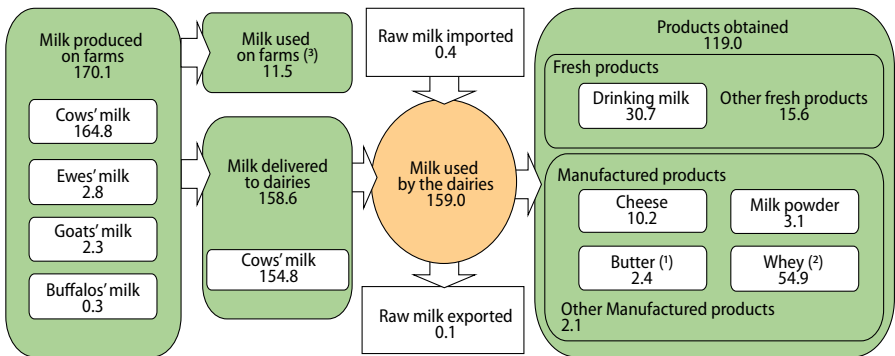 Milk produced
on farms
170.1
Cows' milk
164.8
Ewes' milk
2.8
Goats' milk
2.3
Buffalos' milk
0.3
Milk used
on farms (³)
11.5
Milk delivered
to dairies
158.6
Cows' milk
154.8
Raw milk imported
0.4
Milk used
by the dairies
159.0
Raw milk exported
0.1
Products obtained
119.0
Fresh products
Drinking milk
30.7
Other fresh products
15.6
Manufactured products
Cheese
10.2
Milk powder
3.1
Butter (¹)
2.4
Whey (²)
54.9
Other Manufactured products
2.1